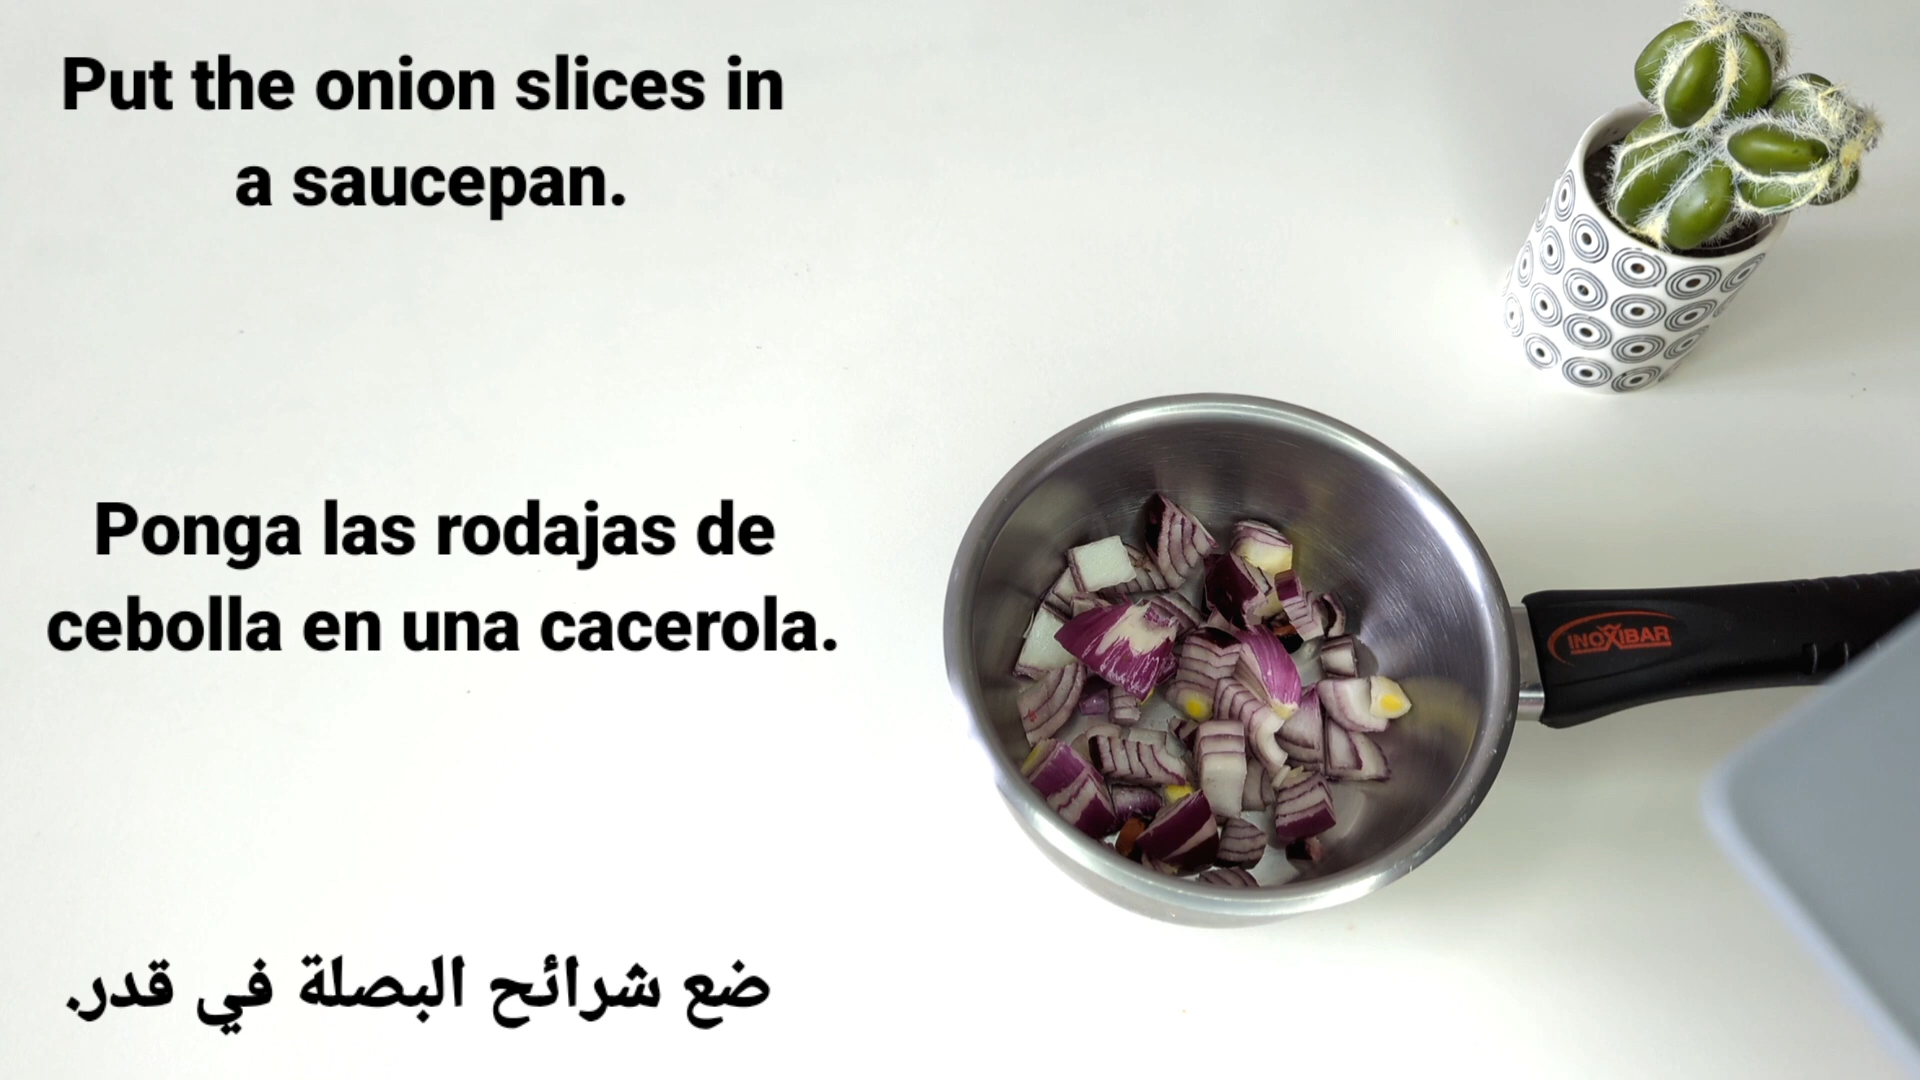 Put the onion slices in
a saucepan.
Ponga las rodajas de
cebolla en una cacerola.
INOXIBAR
ضع شرائح البصلة في قدر.